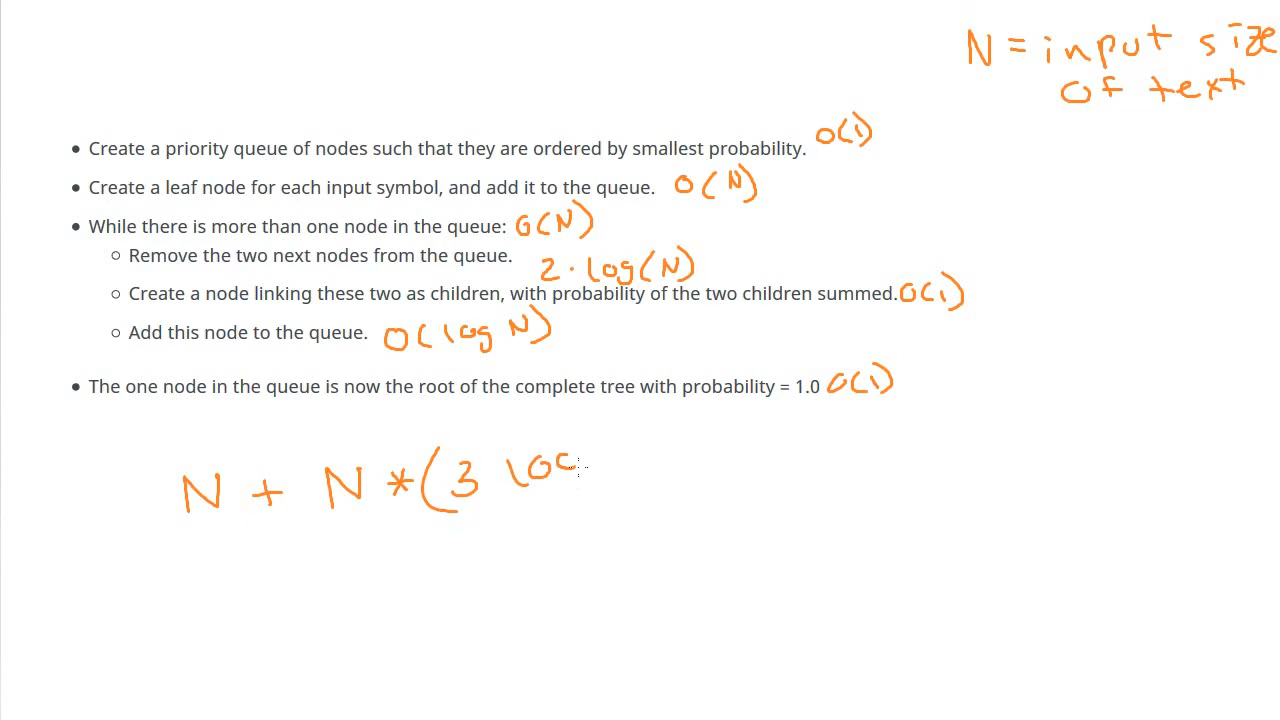 N = input size
of text
• Create a priority queue of nodes such that they are ordered by smallest probability. O(1)
• Create a leaf node for each input symbol, and add it to the queue. O(N)
• While there is more than one node in the queue: O(N)
○ Remove the two next nodes from the queue. 2 · log(N)
○ Create a node linking these two as children, with probability of the two children summed. O(1)
○ Add this node to the queue. O(log N)
• The one node in the queue is now the root of the complete tree with probability = 1.0 O(1)
N + N * (3 loc